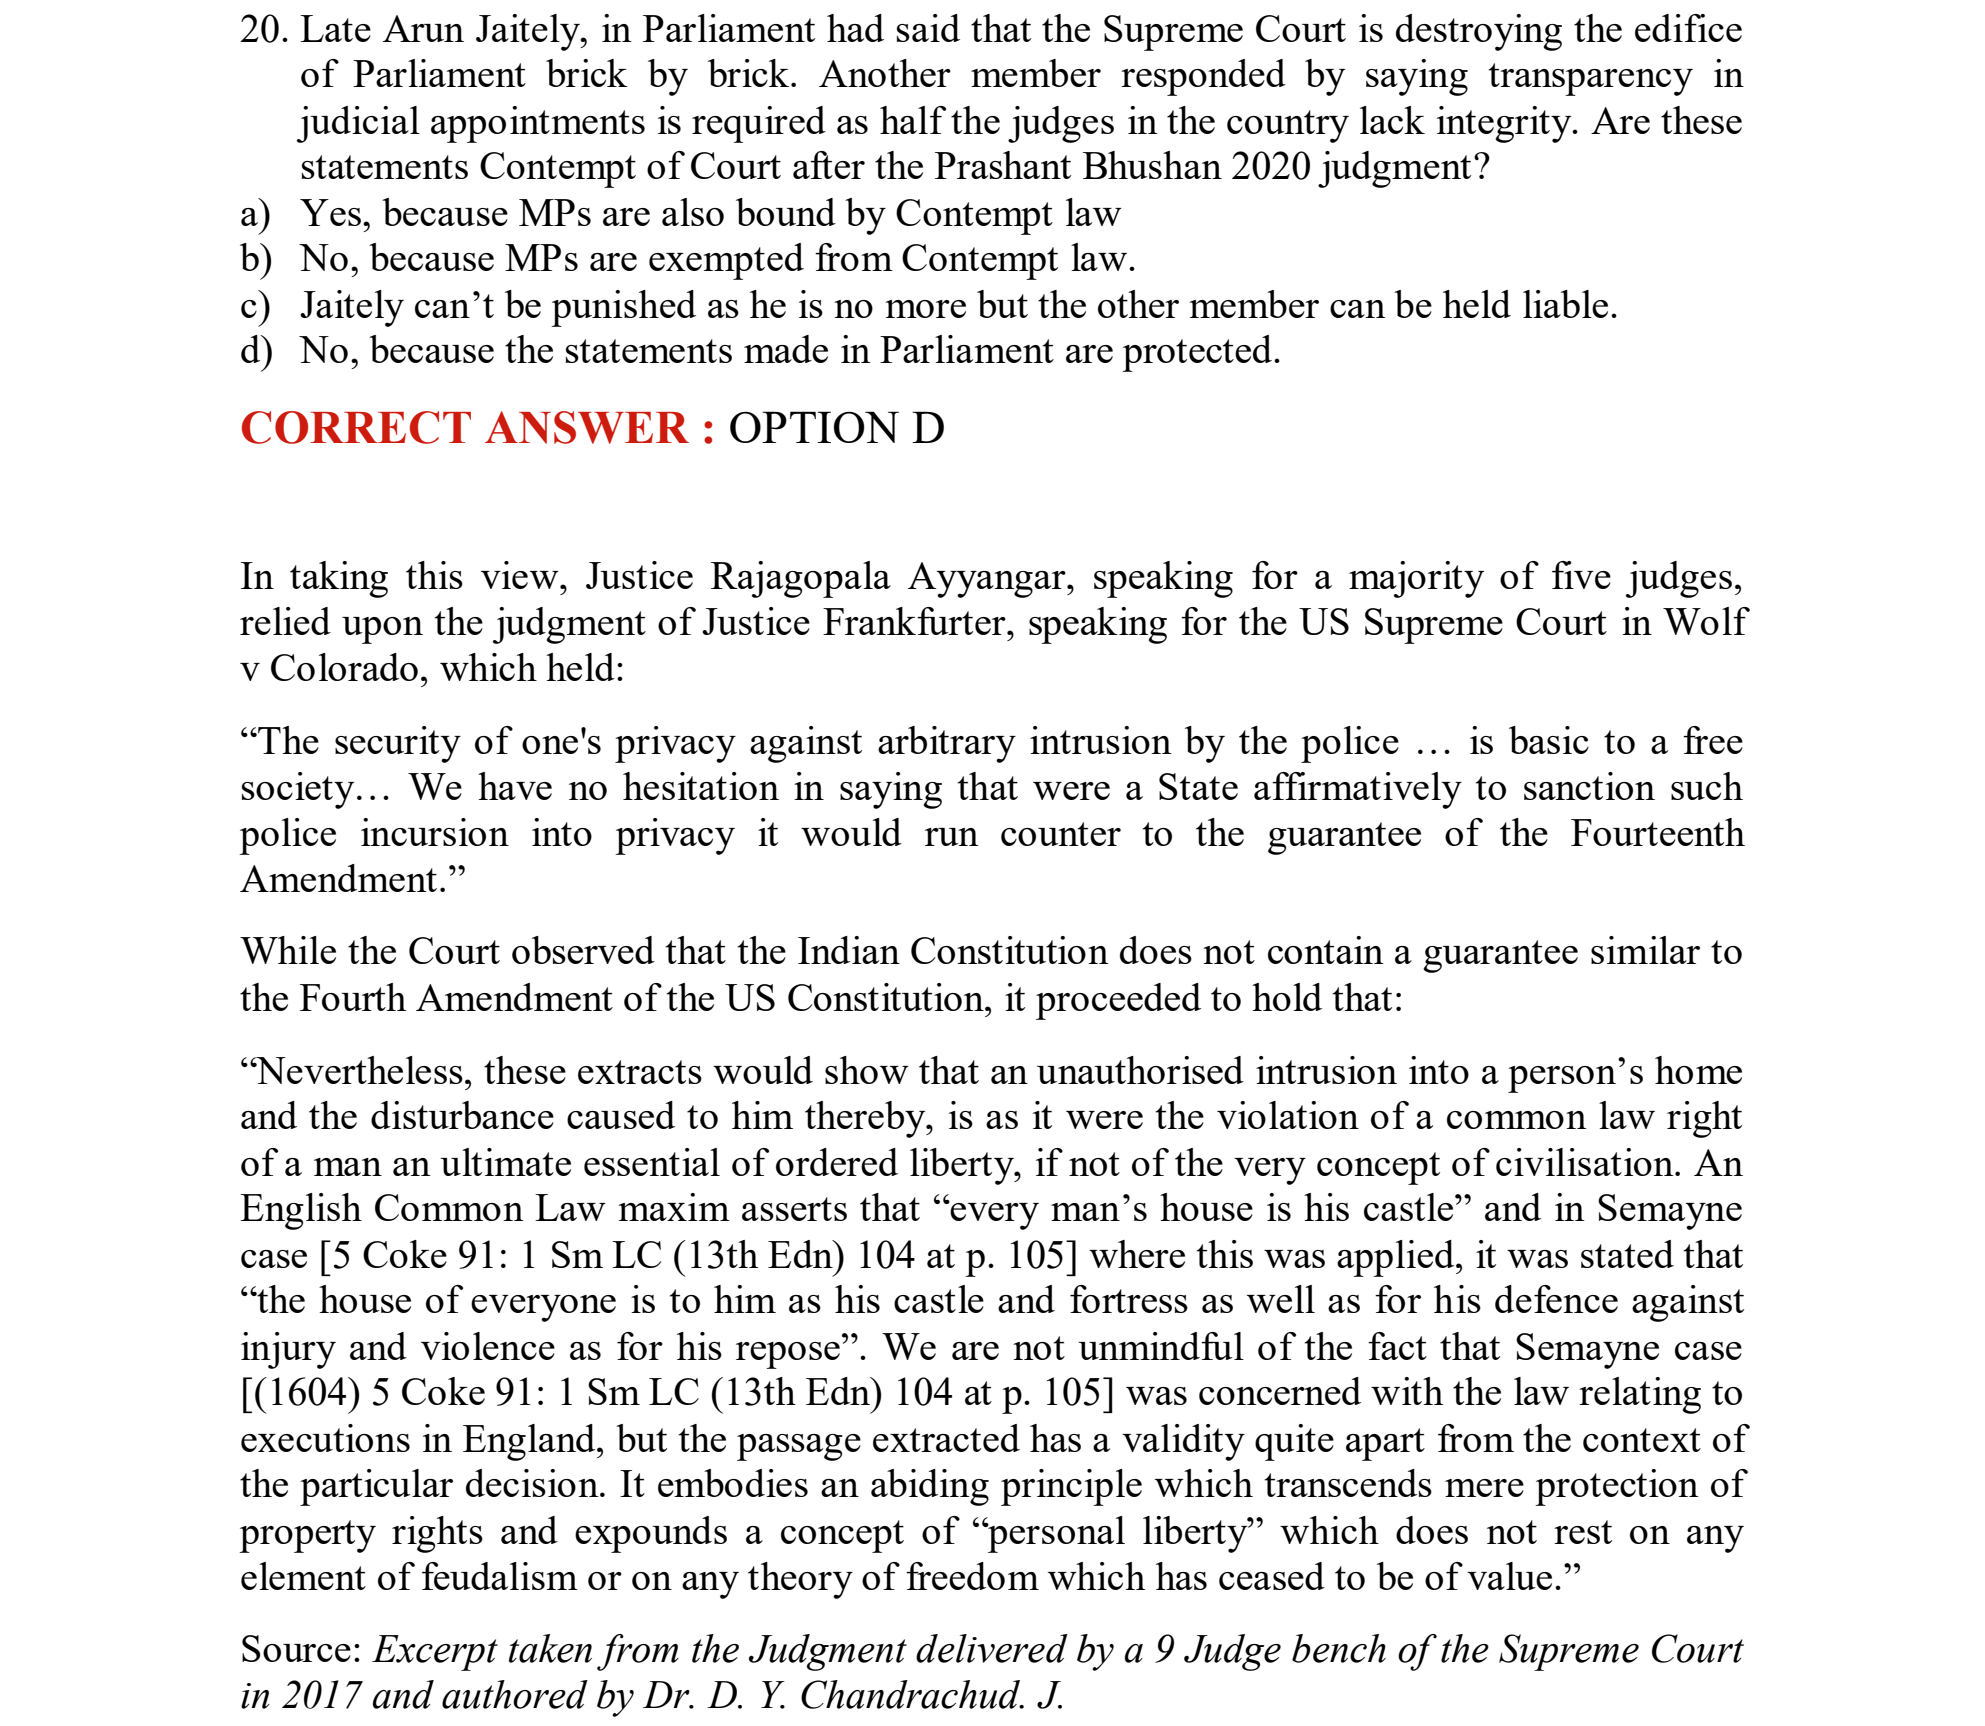 20. Late Arun Jaitely, in Parliament had said that the Supreme Court is destroying the edifice
of Parliament brick by brick. Another member responded by saying transparency in
judicial appointments is required as half the judges in the country lack integrity. Are these
statements Contempt of Court after the Prashant Bhushan 2020 judgment?
a) Yes, because MPs are also bound by Contempt law
b) No, because MPs are exempted from Contempt law.
c) Jaitely can’t be punished as he is no more but the other member can be held liable.
d) No, because the statements made in Parliament are protected.
CORRECT ANSWER : OPTION D
In taking this view, Justice Rajagopala Ayyangar, speaking for a majority of five judges,
relied upon the judgment of Justice Frankfurter, speaking for the US Supreme Court in Wolf
v Colorado, which held:
“The security of one's privacy against arbitrary intrusion by the police … is basic to a free
society… We have no hesitation in saying that were a State affirmatively to sanction such
police incursion into privacy it would run counter to the guarantee of the Fourteenth
Amendment.”
While the Court observed that the Indian Constitution does not contain a guarantee similar to
the Fourth Amendment of the US Constitution, it proceeded to hold that:
“Nevertheless, these extracts would show that an unauthorised intrusion into a person’s home
and the disturbance caused to him thereby, is as it were the violation of a common law right
of a man an ultimate essential of ordered liberty, if not of the very concept of civilisation. An
English Common Law maxim asserts that “every man’s house is his castle” and in Semayne
case [5 Coke 91: 1 Sm LC (13th Edn) 104 at p. 105] where this was applied, it was stated that
“the house of everyone is to him as his castle and fortress as well as for his defence against
injury and violence as for his repose”. We are not unmindful of the fact that Semayne case
[(1604) 5 Coke 91: 1 Sm LC (13th Edn) 104 at p. 105] was concerned with the law relating to
executions in England, but the passage extracted has a validity quite apart from the context of
the particular decision. It embodies an abiding principle which transcends mere protection of
property rights and expounds a concept of “personal liberty” which does not rest on any
element of feudalism or on any theory of freedom which has ceased to be of value.”
Source: Excerpt taken from the Judgment delivered by a 9 Judge bench of the Supreme Court
in 2017 and authored by Dr. D. Y. Chandrachud. J.